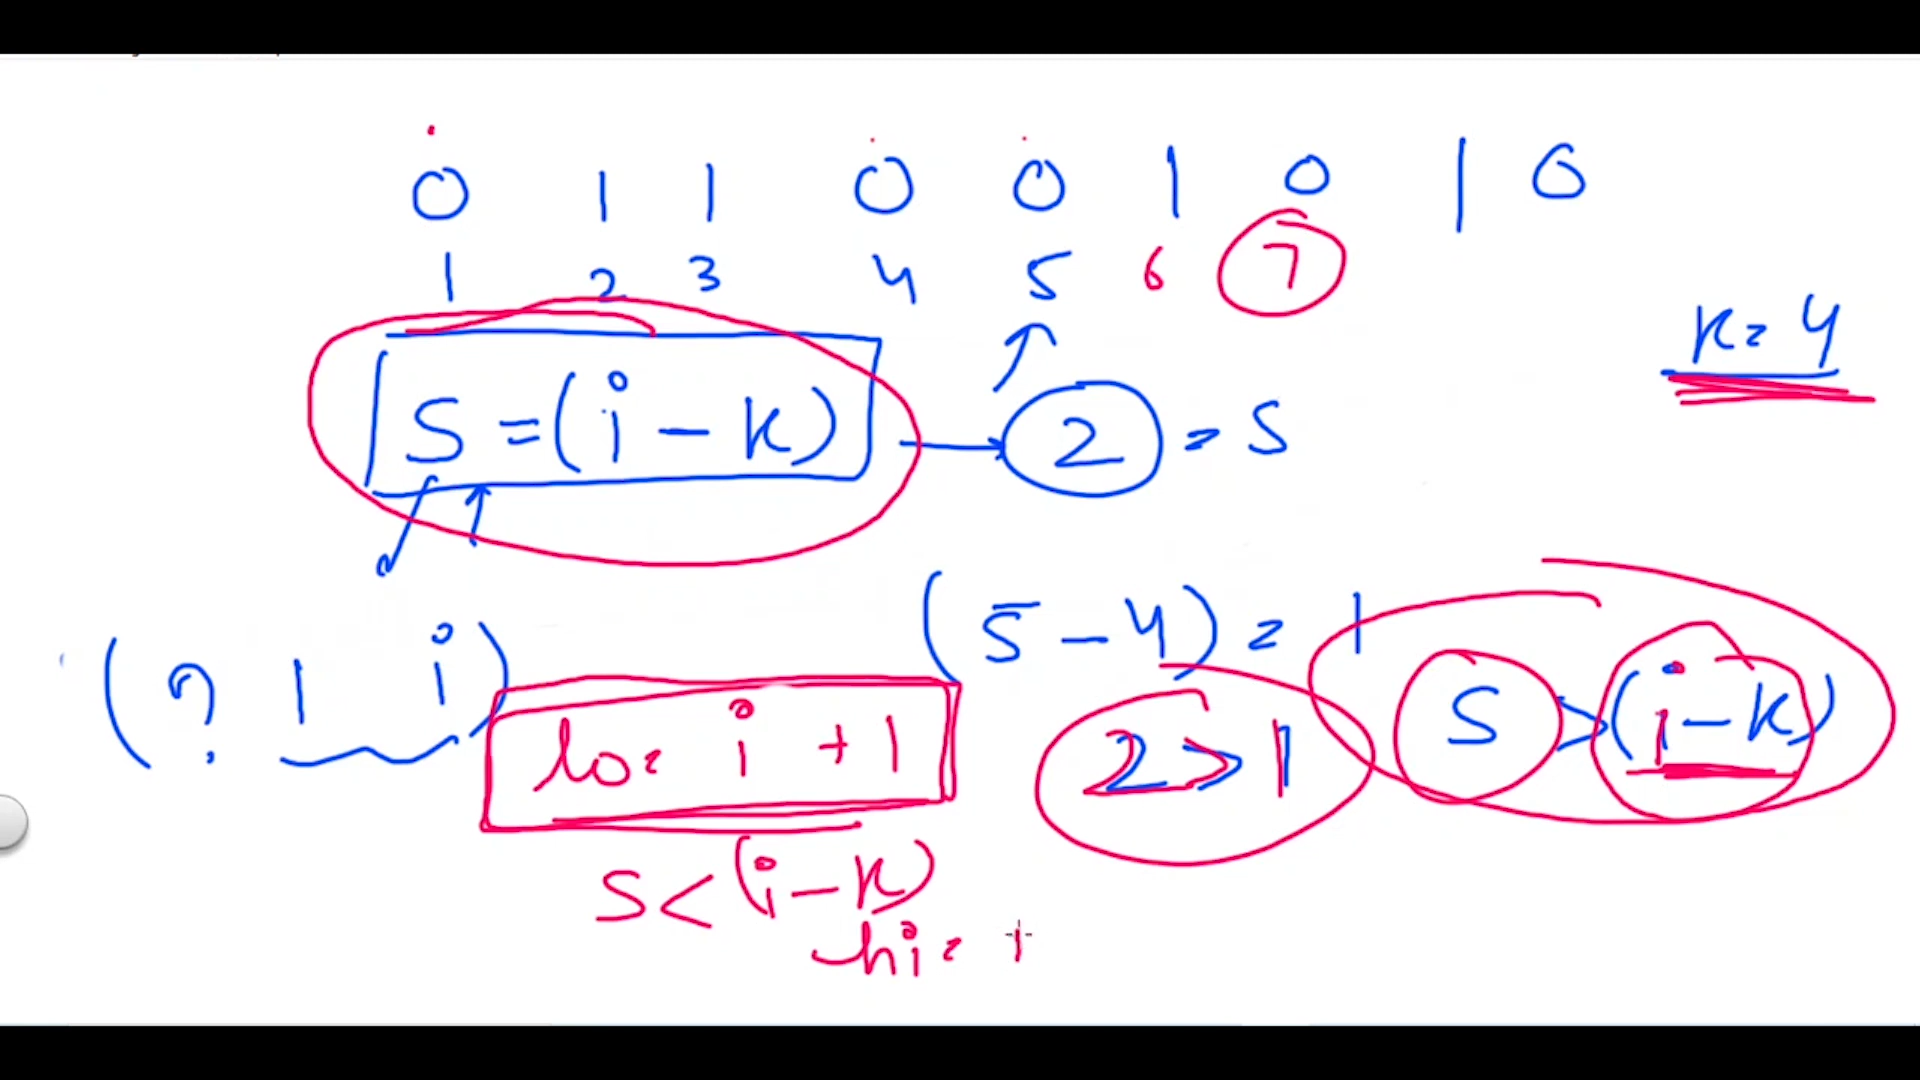 0 1 1 0 0 1 0 1 0
1 2 3 4 5 6 7
K = 4
S = (i - K) → 2 = S
(5 - 4) = 1
(? 1 i)
lo = i + 1
2 > 1
S > (i - K)
S < (i - K)
hi =